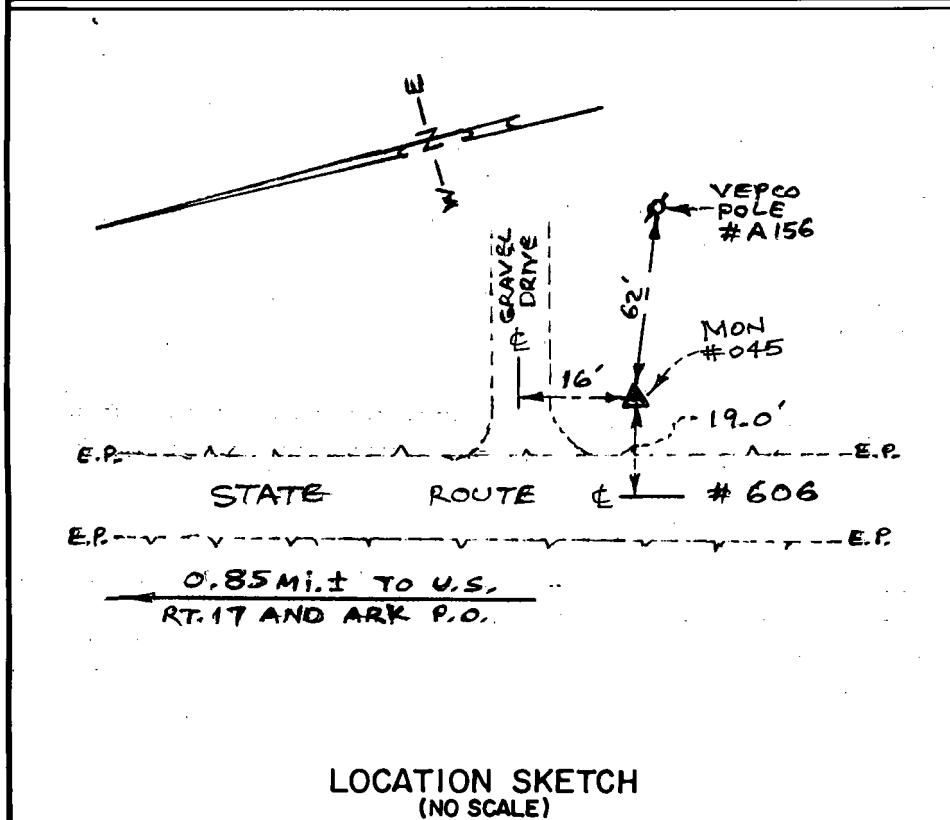 E
N
W
VEPCO
POLE
#A156
GRAVEL
DRIVE
℄
62'
MON
#045
16'
19.0'
E.P. E.P.
STATE ROUTE ℄ # 606
E.P. E.P.
0.85 Mi.± TO U.S.
RT.17 AND ARK P.O.
LOCATION SKETCH
(NO SCALE)